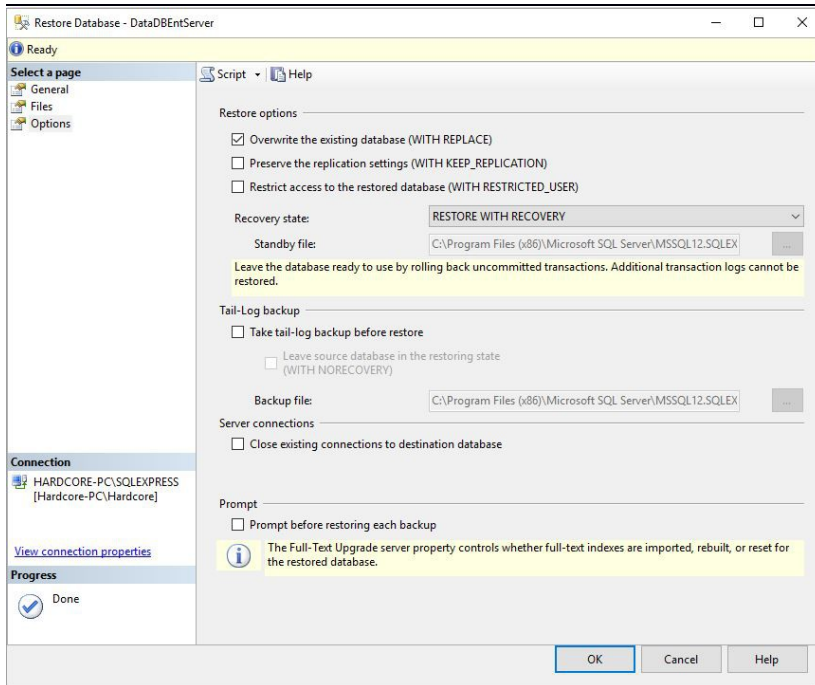 Restore Database - DataDBEntServer
Ready
Select a page
General
Files
Options
Script
Help
Restore options
Overwrite the existing database (WITH REPLACE)
Preserve the replication settings (WITH KEEP_REPLICATION)
Restrict access to the restored database (WITH RESTRICTED_USER)
Recovery state:
RESTORE WITH RECOVERY
Standby file:
C:\Program Files (x86)\Microsoft SQL Server\MSSQL12.SQLEX
...
Leave the database ready to use by rolling back uncommitted transactions. Additional transaction logs cannot be
restored.
Tail-Log backup
Take tail-log backup before restore
Leave source database in the restoring state
(WITH NORECOVERY)
Backup file:
C:\Program Files (x86)\Microsoft SQL Server\MSSQL12.SQLEX
...
Server connections
Close existing connections to destination database
Connection
HARDCORE-PC\SQLEXPRESS
[Hardcore-PC\Hardcore]
View connection properties
Progress
Done
Prompt
Prompt before restoring each backup
The Full-Text Upgrade server property controls whether full-text indexes are imported, rebuilt, or reset for
the restored database.
OK
Cancel
Help